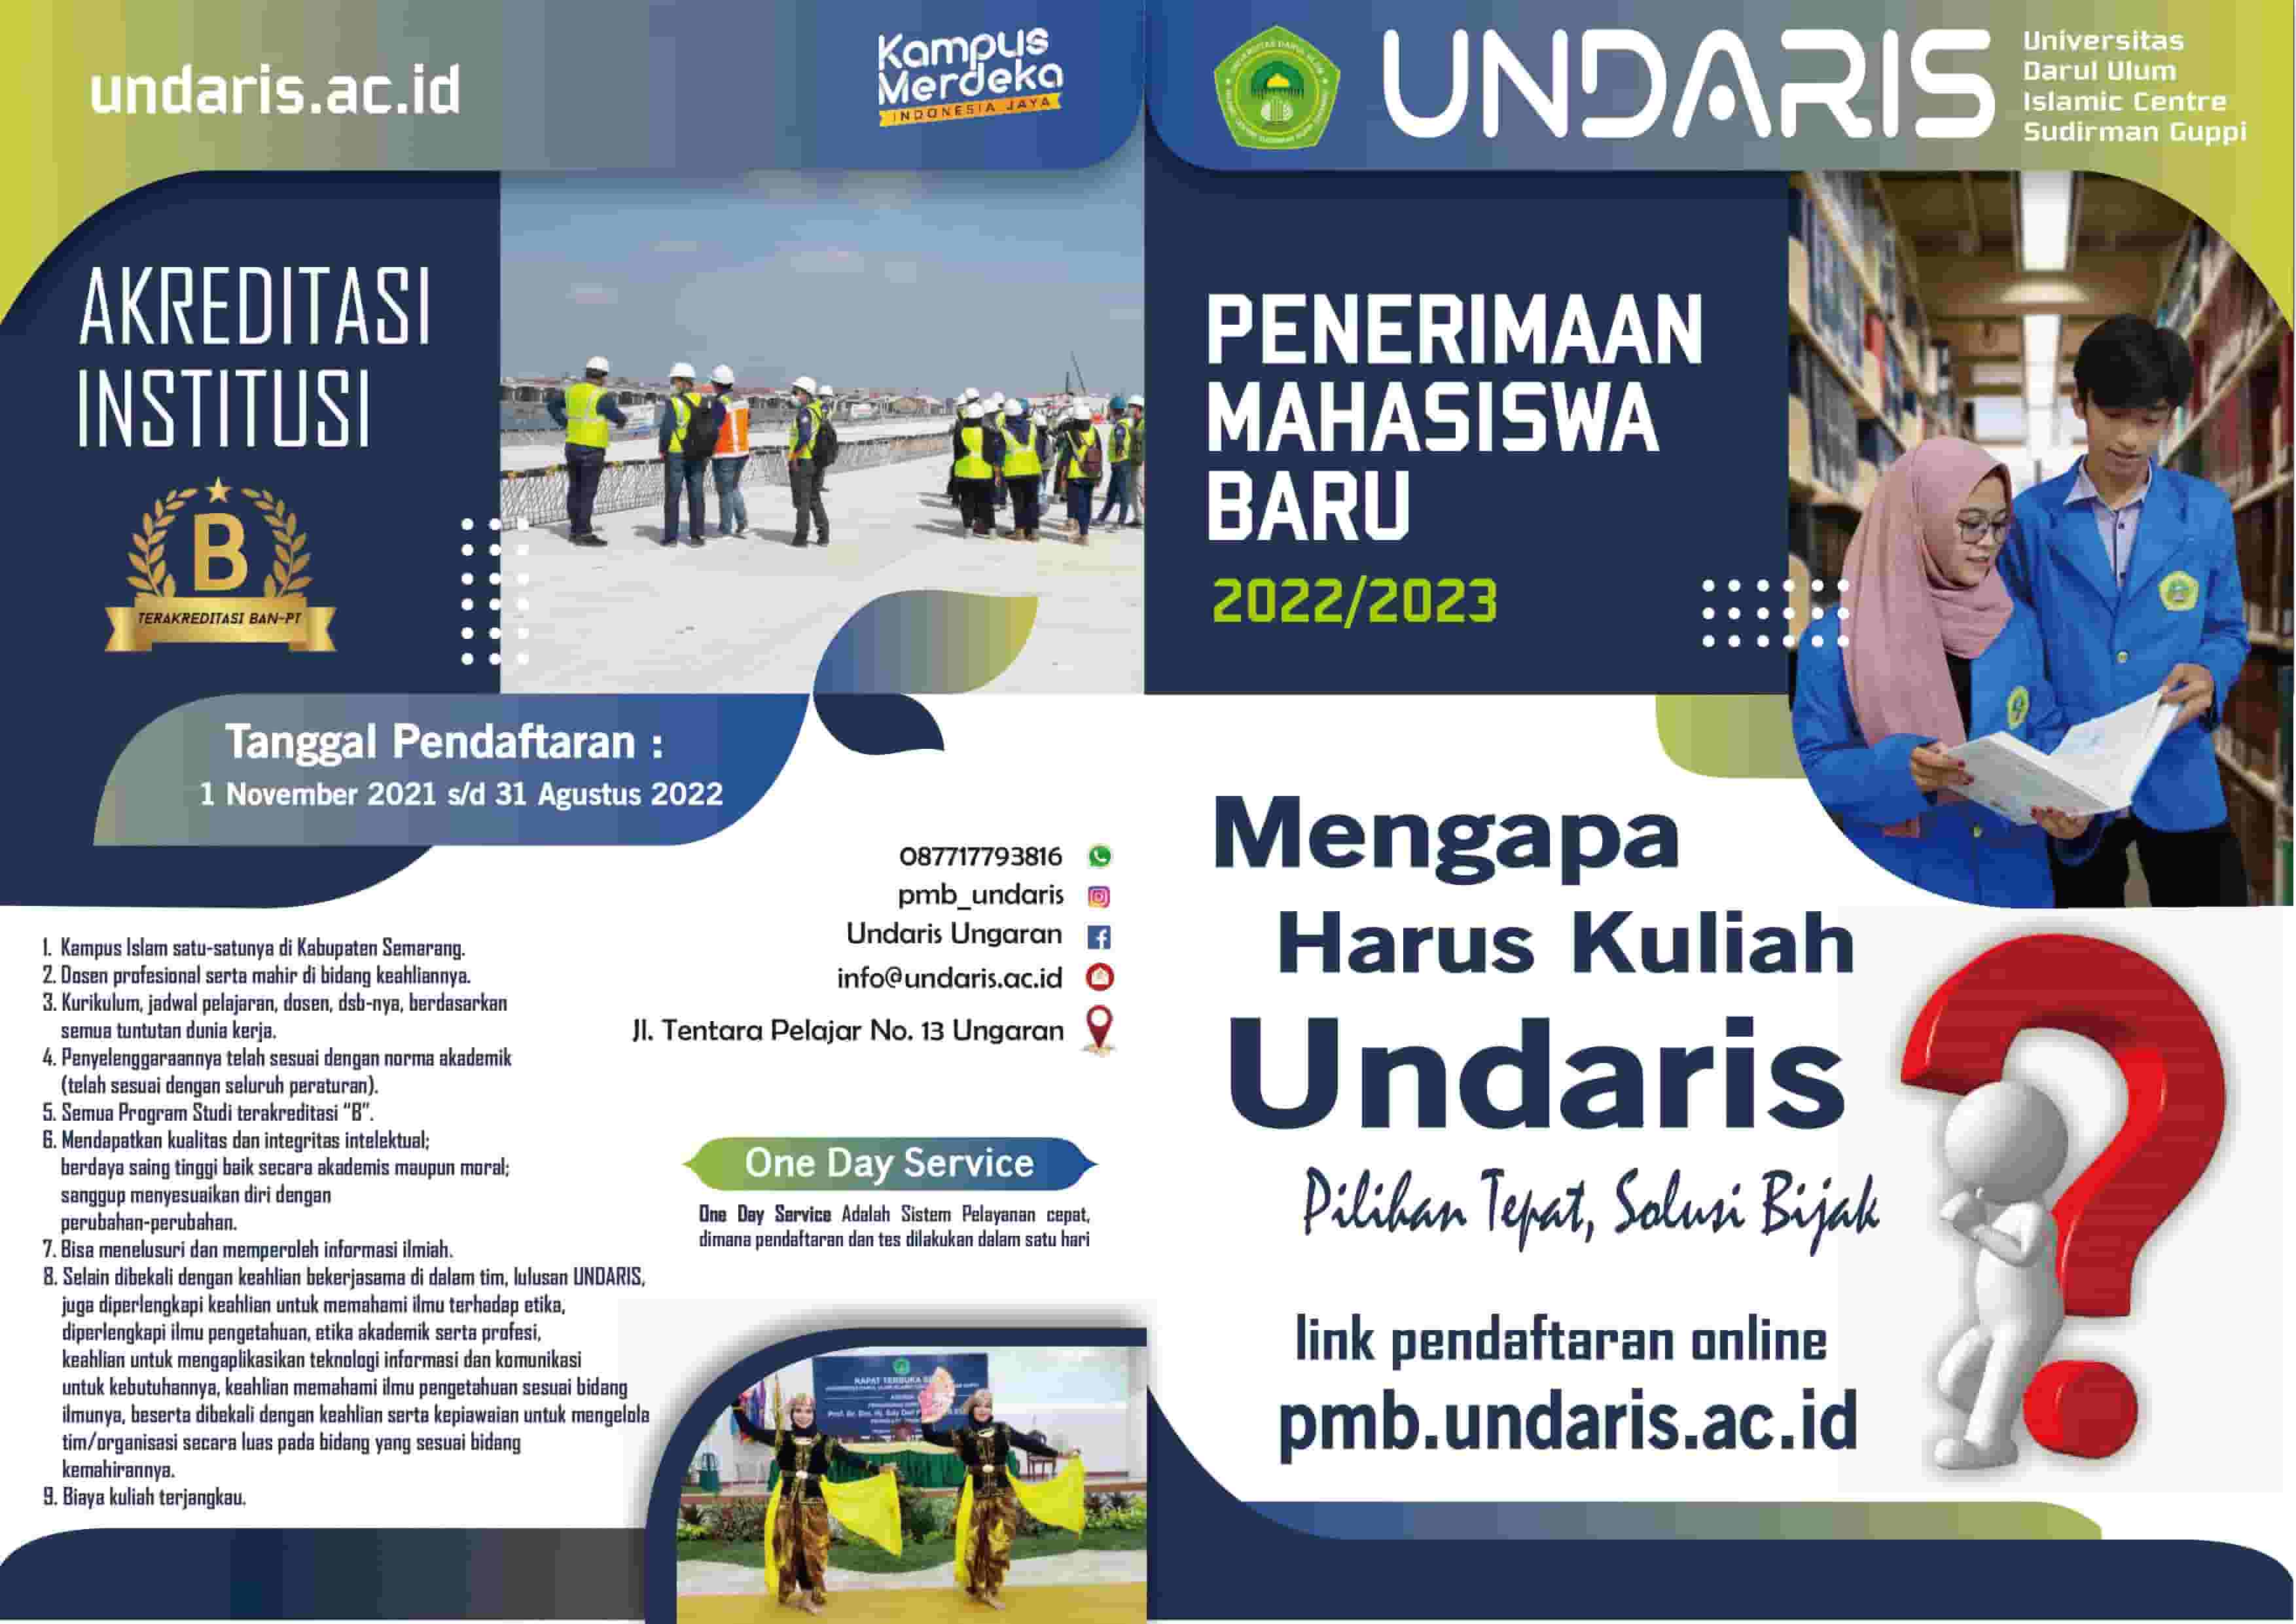 undaris.ac.id
Kampus
Merdeka
INDONESIA JAYA
AKREDITASI
INSTITUSI
B
TERAKREDITASI BAN-PT
Tanggal Pendaftaran :
1 November 2021 s/d 31 Agustus 2022
087717793816
pmb_undaris
Undaris Ungaran
info@undaris.ac.id
Jl. Tentara Pelajar No. 13 Ungaran
1. Kampus Islam satu-satunya di Kabupaten Semarang.
2. Dosen profesional serta mahir di bidang keahliannya.
3. Kurikulum, jadwal pelajaran, dosen, dsb-nya, berdasarkan
semua tuntutan dunia kerja.
4. Penyelenggaraannya telah sesuai dengan norma akademik
(telah sesuai dengan seluruh peraturan).
5. Semua Program Studi terakreditasi “B”.
6. Mendapatkan kualitas dan integritas intelektual;
berdaya saing tinggi baik secara akademis maupun moral;
sanggup menyesuaikan diri dengan
perubahan-perubahan.
7. Bisa menelusuri dan memperoleh informasi ilmiah.
8. Selain dibekali dengan keahlian bekerjasama di dalam tim, lulusan UNDARIS,
juga diperlengkapi keahlian untuk memahami ilmu terhadap etika,
diperlengkapi ilmu pengetahuan, etika akademik serta profesi,
keahlian untuk mengaplikasikan teknologi informasi dan komunikasi
untuk kebutuhannya, keahlian memahami ilmu pengetahuan sesuai bidang
ilmunya, beserta dibekali dengan keahlian serta kepiawaian untuk mengelola
tim/organisasi secara luas pada bidang yang sesuai bidang
kemahirannya.
9. Biaya kuliah terjangkau.
One Day Service
One Day Service Adalah Sistem Pelayanan cepat,
dimana pendaftaran dan tes dilakukan dalam satu hari
RAPAT TERBUKA
UNDARIS
Universitas
Darul Ulum
Islamic Centre
Sudirman Guppi
PENERIMAAN
MAHASISWA
BARU
2022/2023
Mengapa
Harus Kuliah
Undaris
Pilihan Tepat, Solusi Bijak
link pendaftaran online
pmb.undaris.ac.id